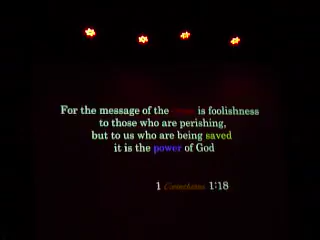 For the message of the cross is foolishness
to those who are perishing,
but to us who are being saved
it is the power of God
1 Corinthians 1:18